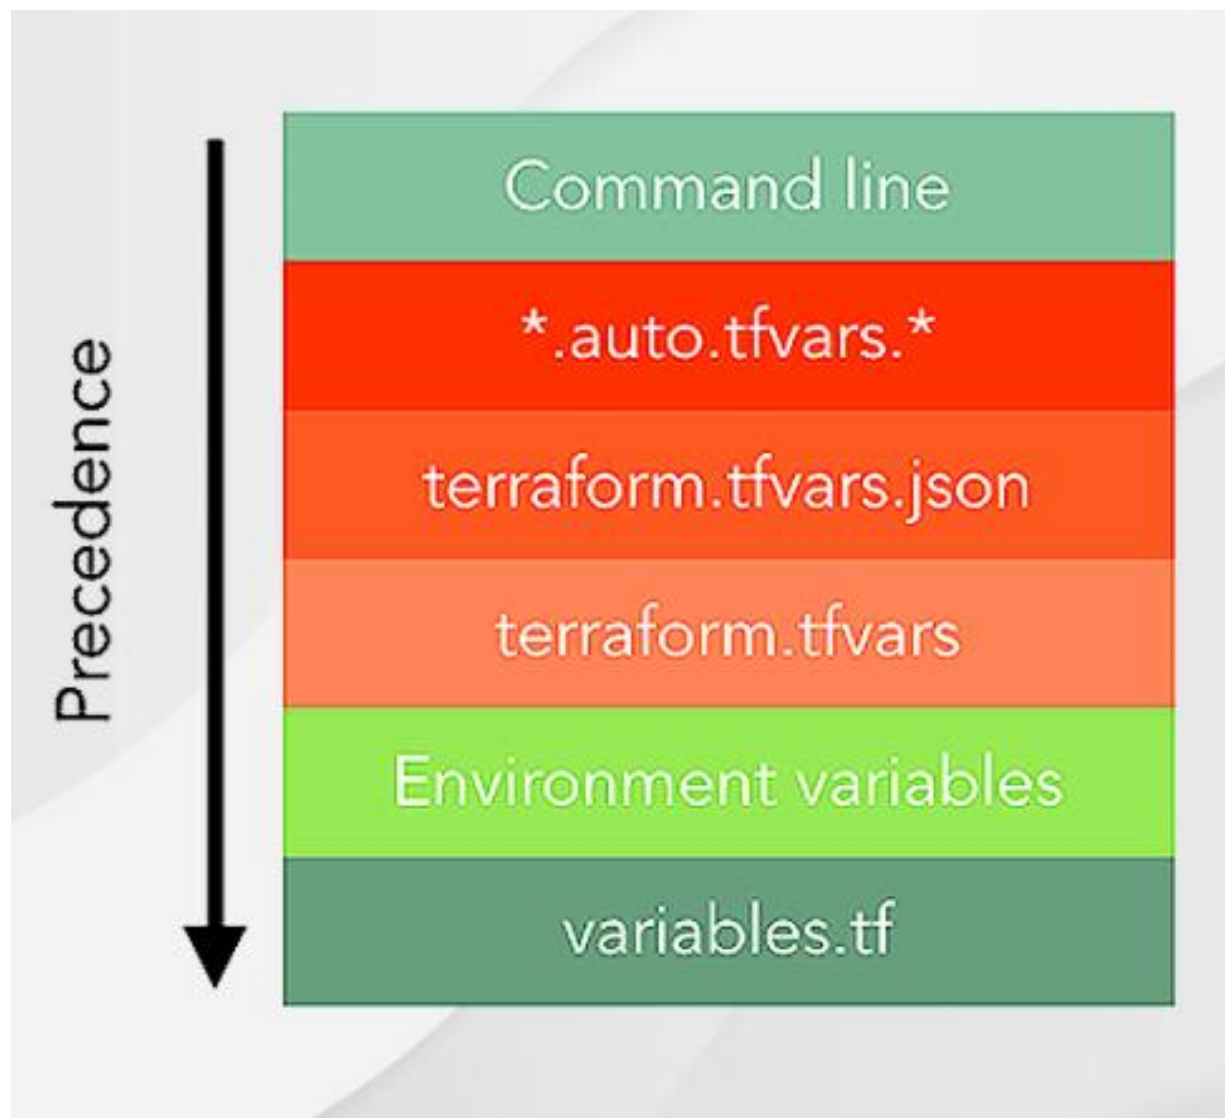 Precedence
Command line
*.auto.tfvars.*
terraform.tfvars.json
terraform.tfvars
Environment variables
variables.tf